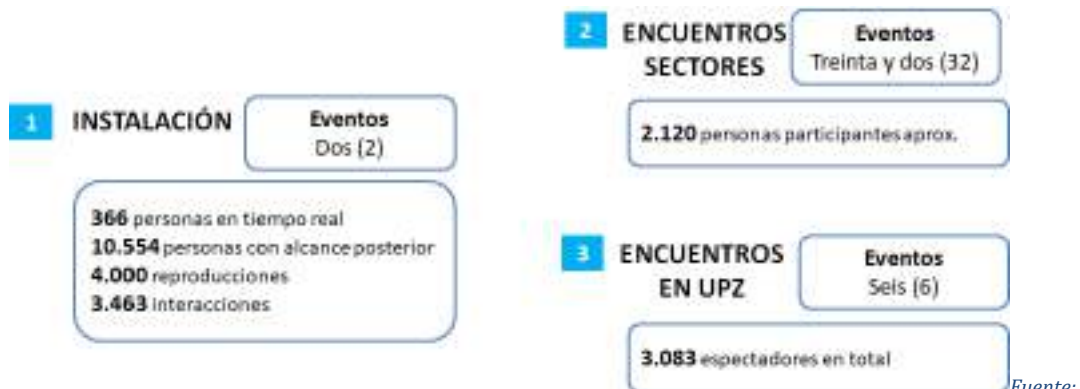 1
INSTALACIÓN
Eventos
Dos (2)
366 personas en tiempo real
10.554 personas con alcance posterior
4.000 reproducciones
3.463 interacciones
2
ENCUENTROS
SECTORES
Eventos
Treinta y dos (32)
2.120 personas participantes aprox.
3
ENCUENTROS
EN UPZ
Eventos
Seis (6)
3.083 espectadores en total
Fuente: